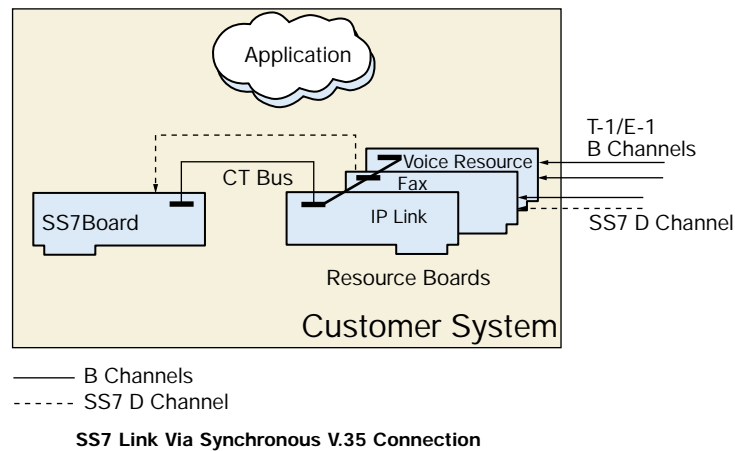 Application
T-1/E-1
B Channels
Voice Resource
CT Bus
Fax
SS7Board
IP Link
SS7 D Channel
Resource Boards
Customer System
B Channels
SS7 D Channel
SS7 Link Via Synchronous V.35 Connection